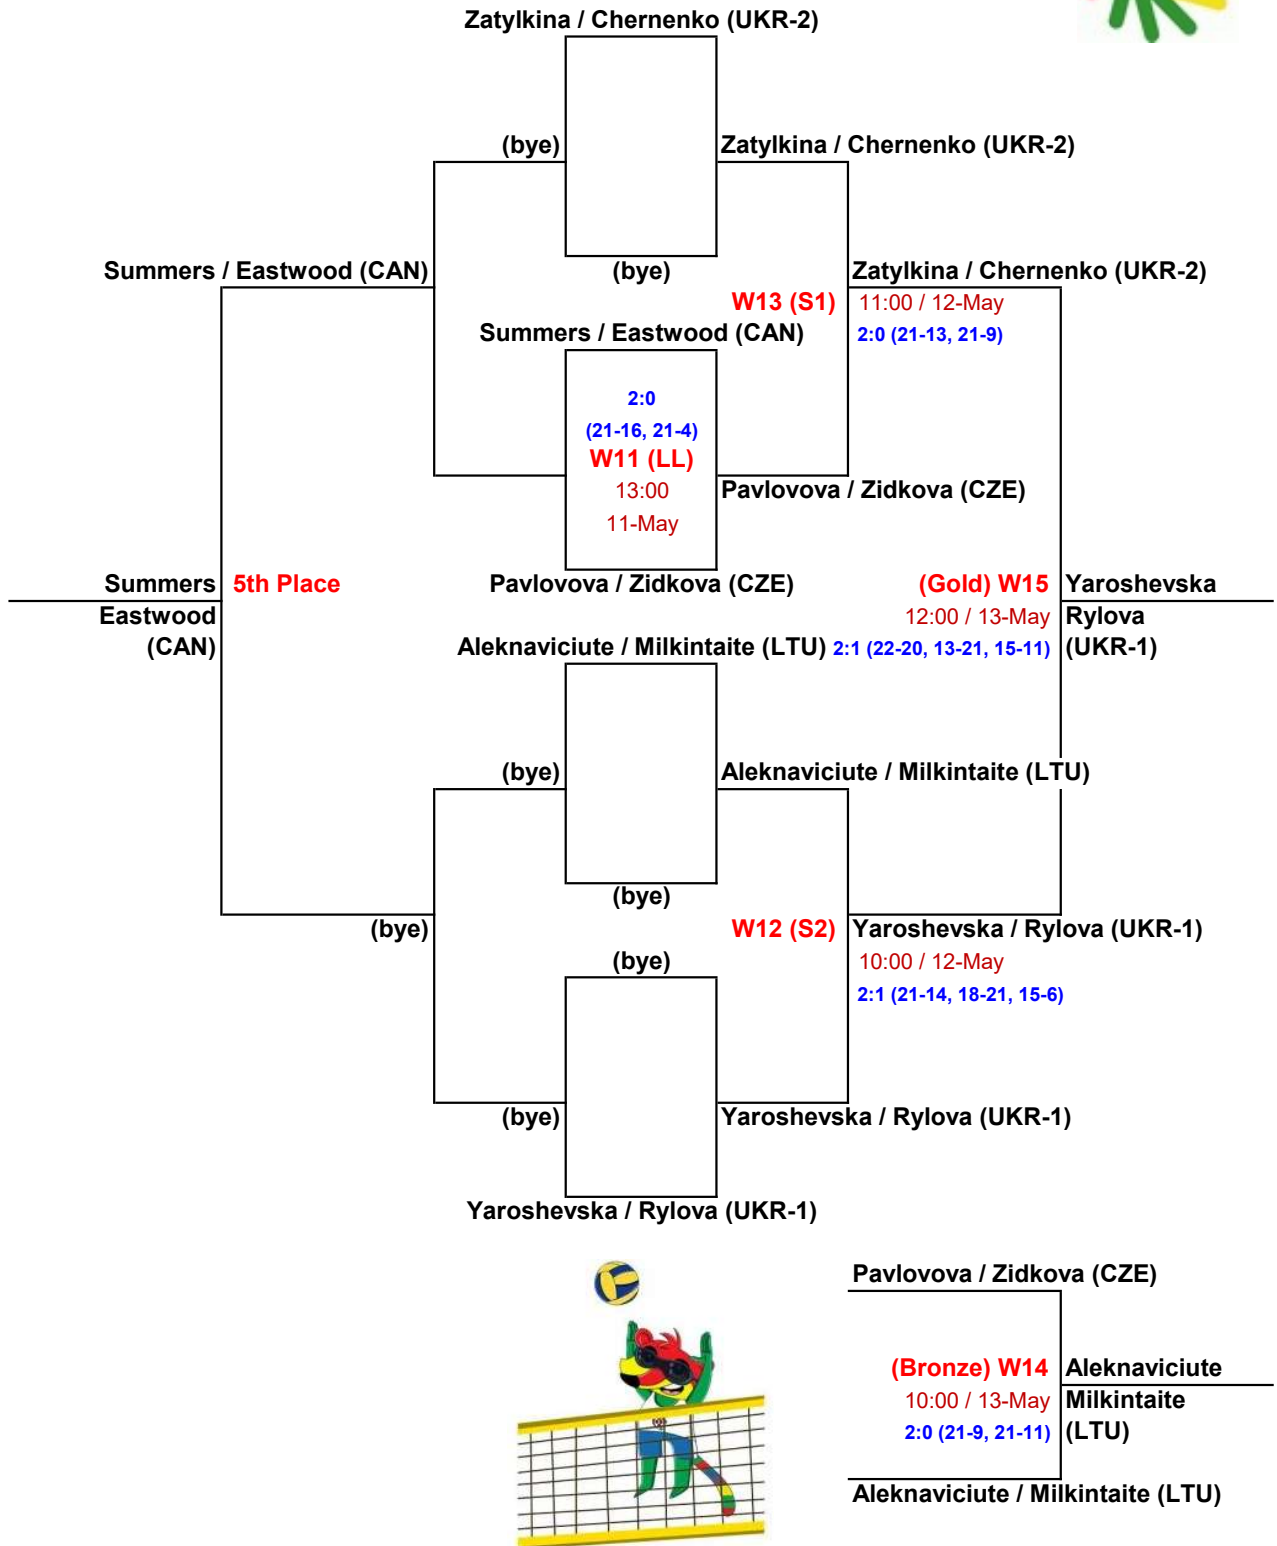 Zatylkina / Chernenko (UKR-2)
(bye)
Zatylkina / Chernenko (UKR-2)
Summers / Eastwood (CAN)
(bye)
Zatylkina / Chernenko (UKR-2)
W13 (S1)
11:00 / 12-May
Summers / Eastwood (CAN)
2:0 (21-13, 21-9)
2:0
(21-16, 21-4)
W11 (LL)
13:00
11-May
Pavlovova / Zidkova (CZE)
Summers
Eastwood
(CAN)
5th Place
Pavlovova / Zidkova (CZE)
(Gold) W15
12:00 / 13-May
2:1 (22-20, 13-21, 15-11)
Yaroshevska
Rylova
(UKR-1)
Aleknaviciute / Milkintaite (LTU)
(bye)
Aleknaviciute / Milkintaite (LTU)
(bye)
(bye)
W12 (S2)
Yaroshevska / Rylova (UKR-1)
10:00 / 12-May
2:1 (21-14, 18-21, 15-6)
(bye)
(bye)
Yaroshevska / Rylova (UKR-1)
Yaroshevska / Rylova (UKR-1)
Pavlovova / Zidkova (CZE)
(Bronze) W14
10:00 / 13-May
2:0 (21-9, 21-11)
Aleknaviciute
Milkintaite
(LTU)
Aleknaviciute / Milkintaite (LTU)